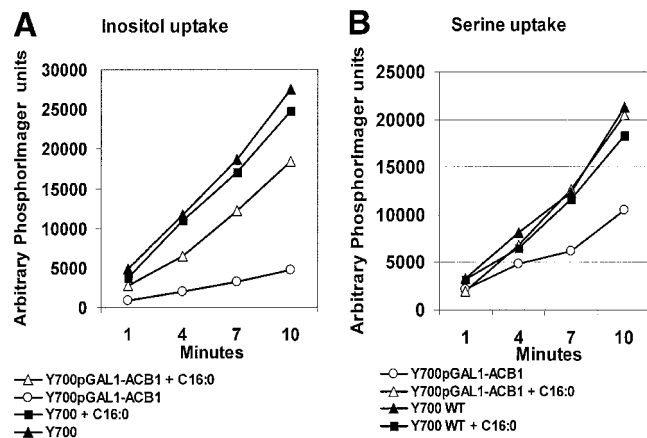 A Inositol uptake
Arbitrary PhosphorImager units
30000
25000
20000
15000
10000
5000
0
1 4 7 10
Minutes
Y700pGAL1-ACB1 + C16:0
Y700pGAL1-ACB1
Y700 + C16:0
Y700
B Serine uptake
Arbitrary PhosphorImager units
25000
20000
15000
10000
5000
0
1 4 7 10
Minutes
Y700pGAL1-ACB1
Y700pGAL1-ACB1 + C16:0
Y700 WT
Y700 WT + C16:0